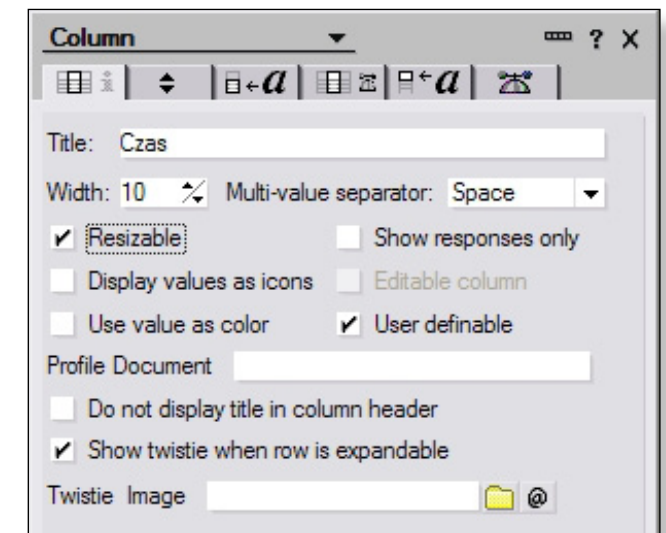 Column ? X
a a
Title: Czas
Width: 10 Multi-value separator: Space
Resizable Show responses only
Display values as icons Editable column
Use value as color User definable
Profile Document
Do not display title in column header
Show twistie when row is expandable
Twistie Image @